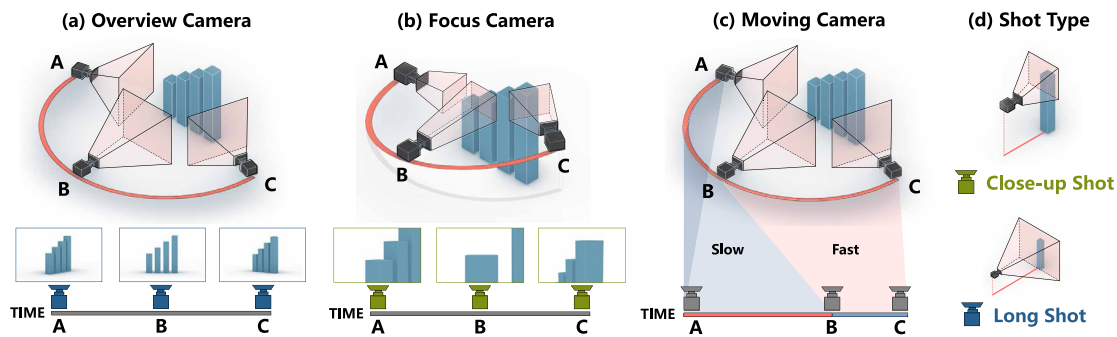 (a) Overview Camera
A
B
C
TIME
A B C
(b) Focus Camera
A
B
C
TIME
A B C
(c) Moving Camera
A
B
C
Slow Fast
TIME
A B C
(d) Shot Type
Close-up Shot
Long Shot